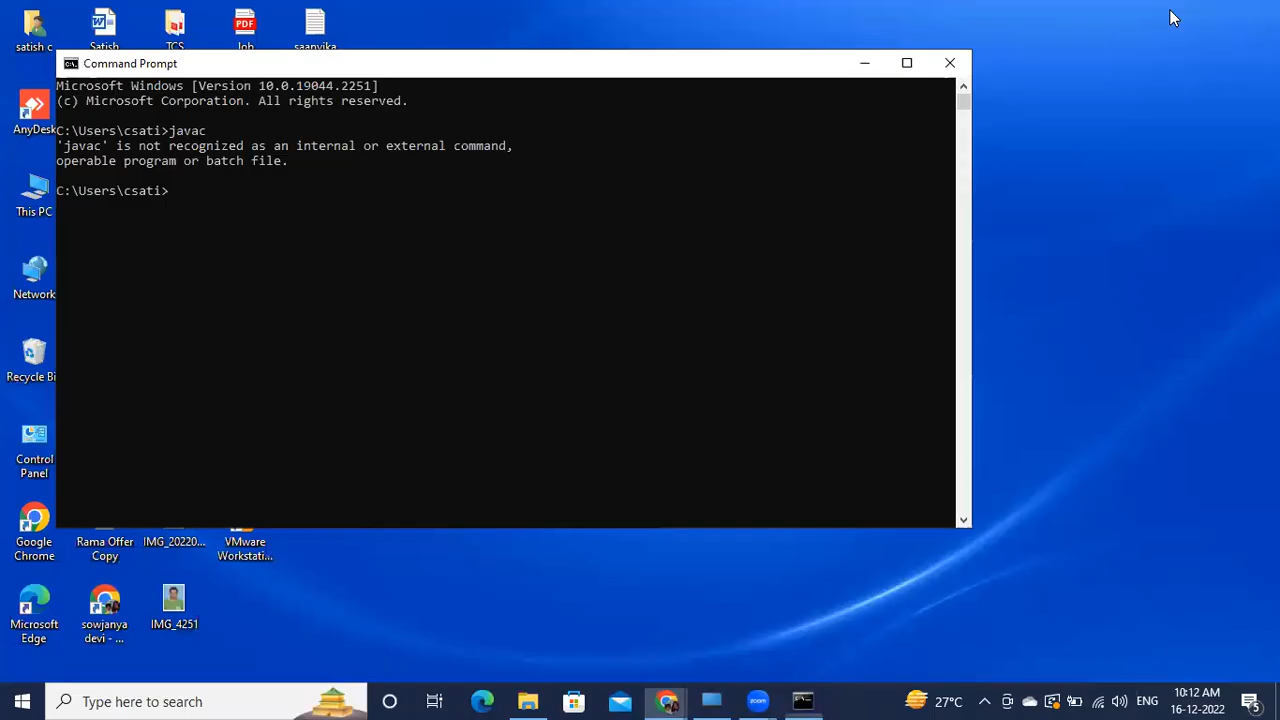 satish c
Satish
TCS
Job
saanvika
Command Prompt
Microsoft Windows [Version 10.0.19044.2251]
(c) Microsoft Corporation. All rights reserved.
C:\Users\csati>javac
'javac' is not recognized as an internal or external command,
operable program or batch file.
C:\Users\csati>
AnyDesk
This PC
Network
Recycle Bi
Control
Panel
Google
Chrome
Rama Offer
Copy
IMG_20220...
VMware
Workstati...
Microsoft
Edge
sowjanya
devi - ...
IMG_4251
PDF
Type here to search
zoom
27°C
ENG
10:12 AM
16-12-2022
5